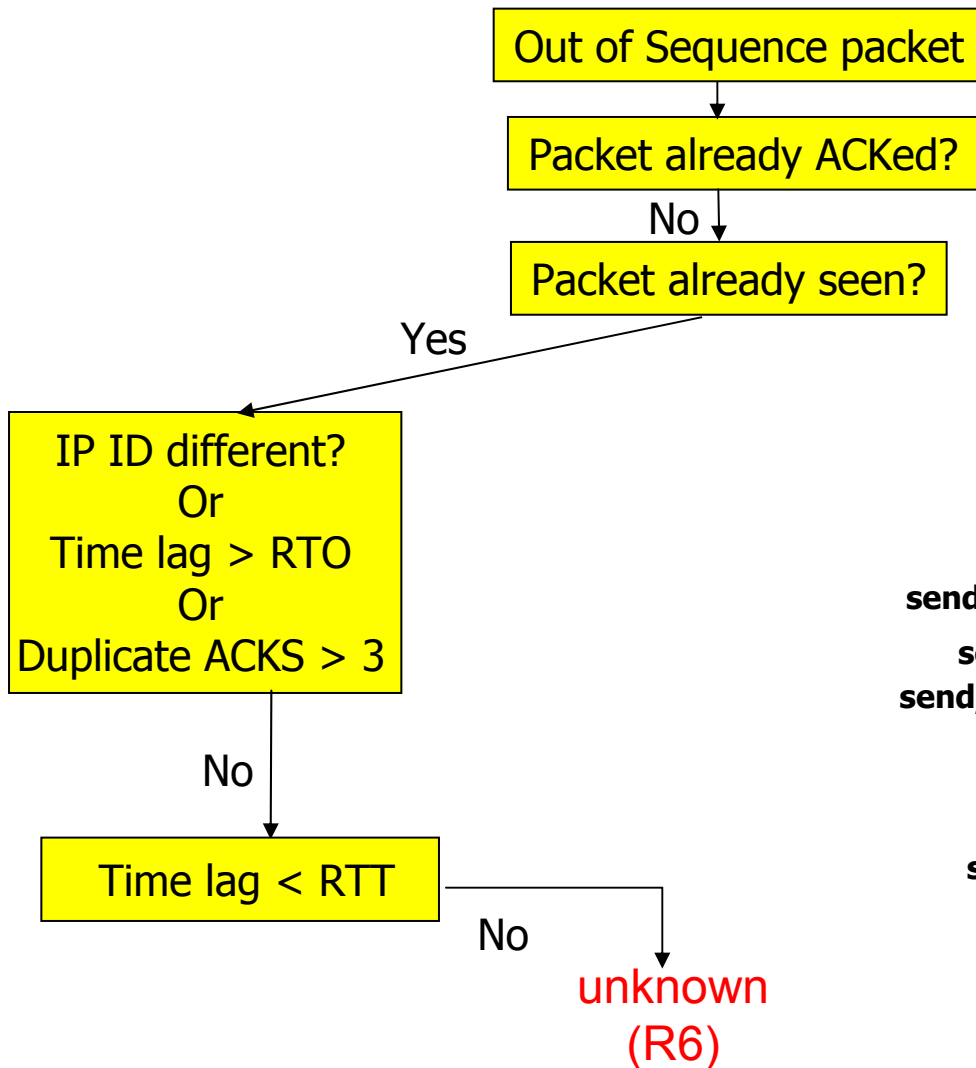 Out of Sequence packet
Packet already ACKed?
No
Packet already seen?
Yes
IP ID different?
Or
Time lag > RTO
Or
Duplicate ACKS > 3
send
No
Time lag < RTT
No
unknown
(R6)